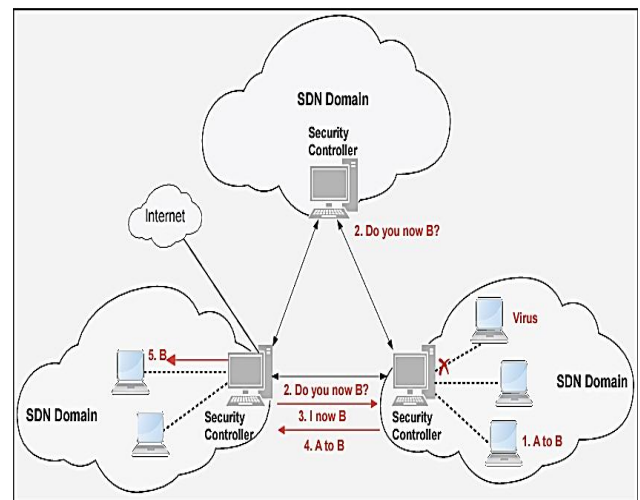 SDN Domain
Security
Controller
Internet
2. Do you now B?
Virus
5. B
SDN Domain
2. Do you now B?
Security
Controller
3. I now B
4. A to B
Security
Controller
1. A to B
SDN Domain